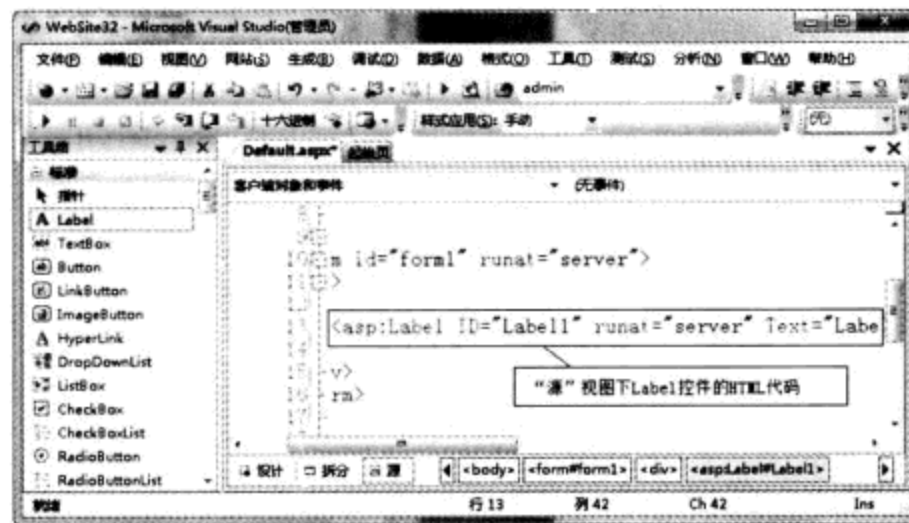 WebSite32 - Microsoft Visual Studio(管理员)
文件(F) 编辑(E) 视图(V) 网站(S) 生成(B) 调试(D) 数据(A) 格式(O) 工具(T) 测试(S) 分析(N) 窗口(W) 帮助(H)
admin
十六进制 样式应用(S): 手动 (无)
工具箱
Default.aspx* 起始页
标准
客户端对象和事件 (无事件)
指针
Label
TextBox
Button
LinkButton
ImageButton
HyperLink
DropDownList
ListBox
CheckBox
CheckBoxList
RadioButton
RadioButtonList
m id="form1" runat="server">
>
<asp:Label ID="Label1" runat="server" Text="Labe
v>
rm>
“源”视图下Label控件的HTML代码
设计 拆分 源 <body> <form#form1> <div> <asp:Label#Label1>
就绪 行 13 列 42 Ch 42 Ins